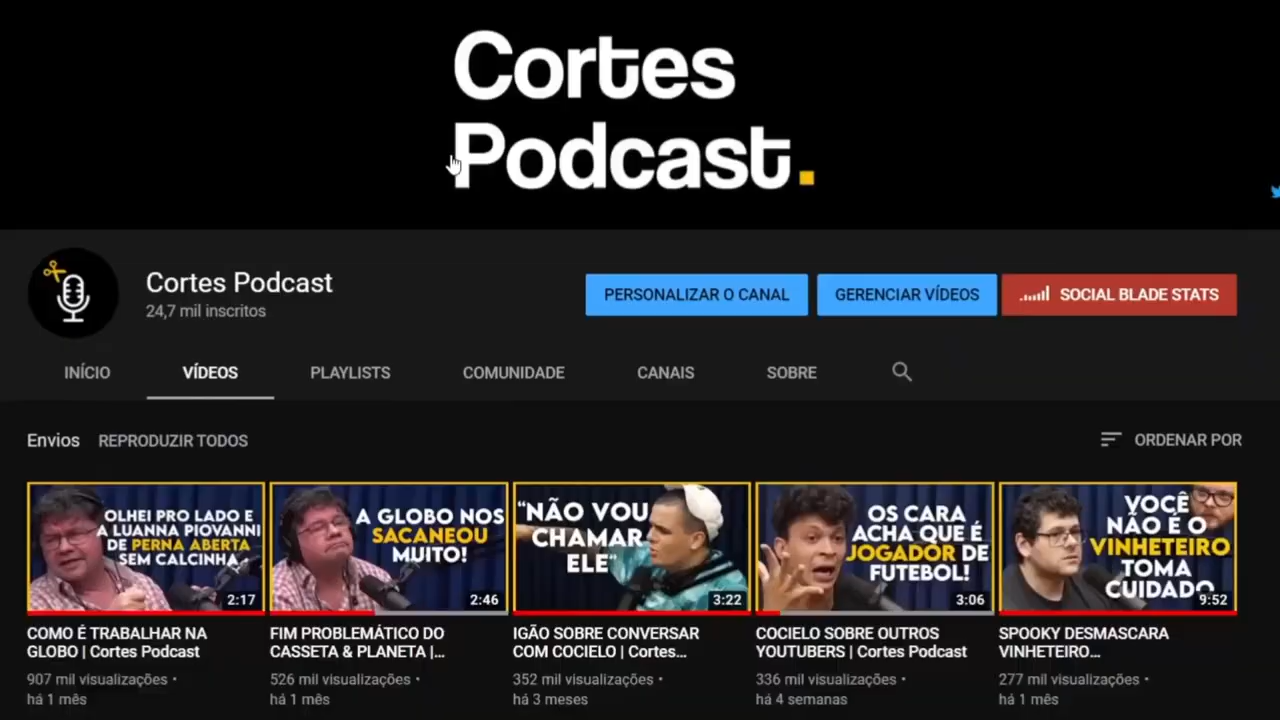 Cortes
Podcast.
Cortes Podcast
24,7 mil inscritos
PERSONALIZAR O CANAL
GERENCIAR VÍDEOS
SOCIAL BLADE STATS
INÍCIO
VÍDEOS
PLAYLISTS
COMUNIDADE
CANAIS
SOBRE
Envios
REPRODUZIR TODOS
ORDENAR POR
OLHEI PRO LADO E
A LUANNA PIOVANNI
DE PERNA ABERTA
SEM CALCINHA
2:17
COMO É TRABALHAR NA
GLOBO | Cortes Podcast
907 mil visualizações •
há 1 mês
A GLOBO NOS
SACANEOU
MUITO!
2:46
FIM PROBLEMÁTICO DO
CASSETA & PLANETA |...
526 mil visualizações •
há 1 mês
"NÃO VOU
CHAMAR
ELE"
3:22
IGÃO SOBRE CONVERSAR
COM COCIELO | Cortes...
352 mil visualizações •
há 3 meses
OS CARA
ACHA QUE É
JOGADOR DE
FUTEBOL!
3:06
COCIELO SOBRE OUTROS
YOUTUBERS | Cortes Podcast
336 mil visualizações •
há 4 semanas
VOCÊ
NÃO É O
VINHETEIRO
TOMA
CUIDADO
9:52
SPOOKY DESMASCARA
VINHETEIRO...
277 mil visualizações •
há 1 mês